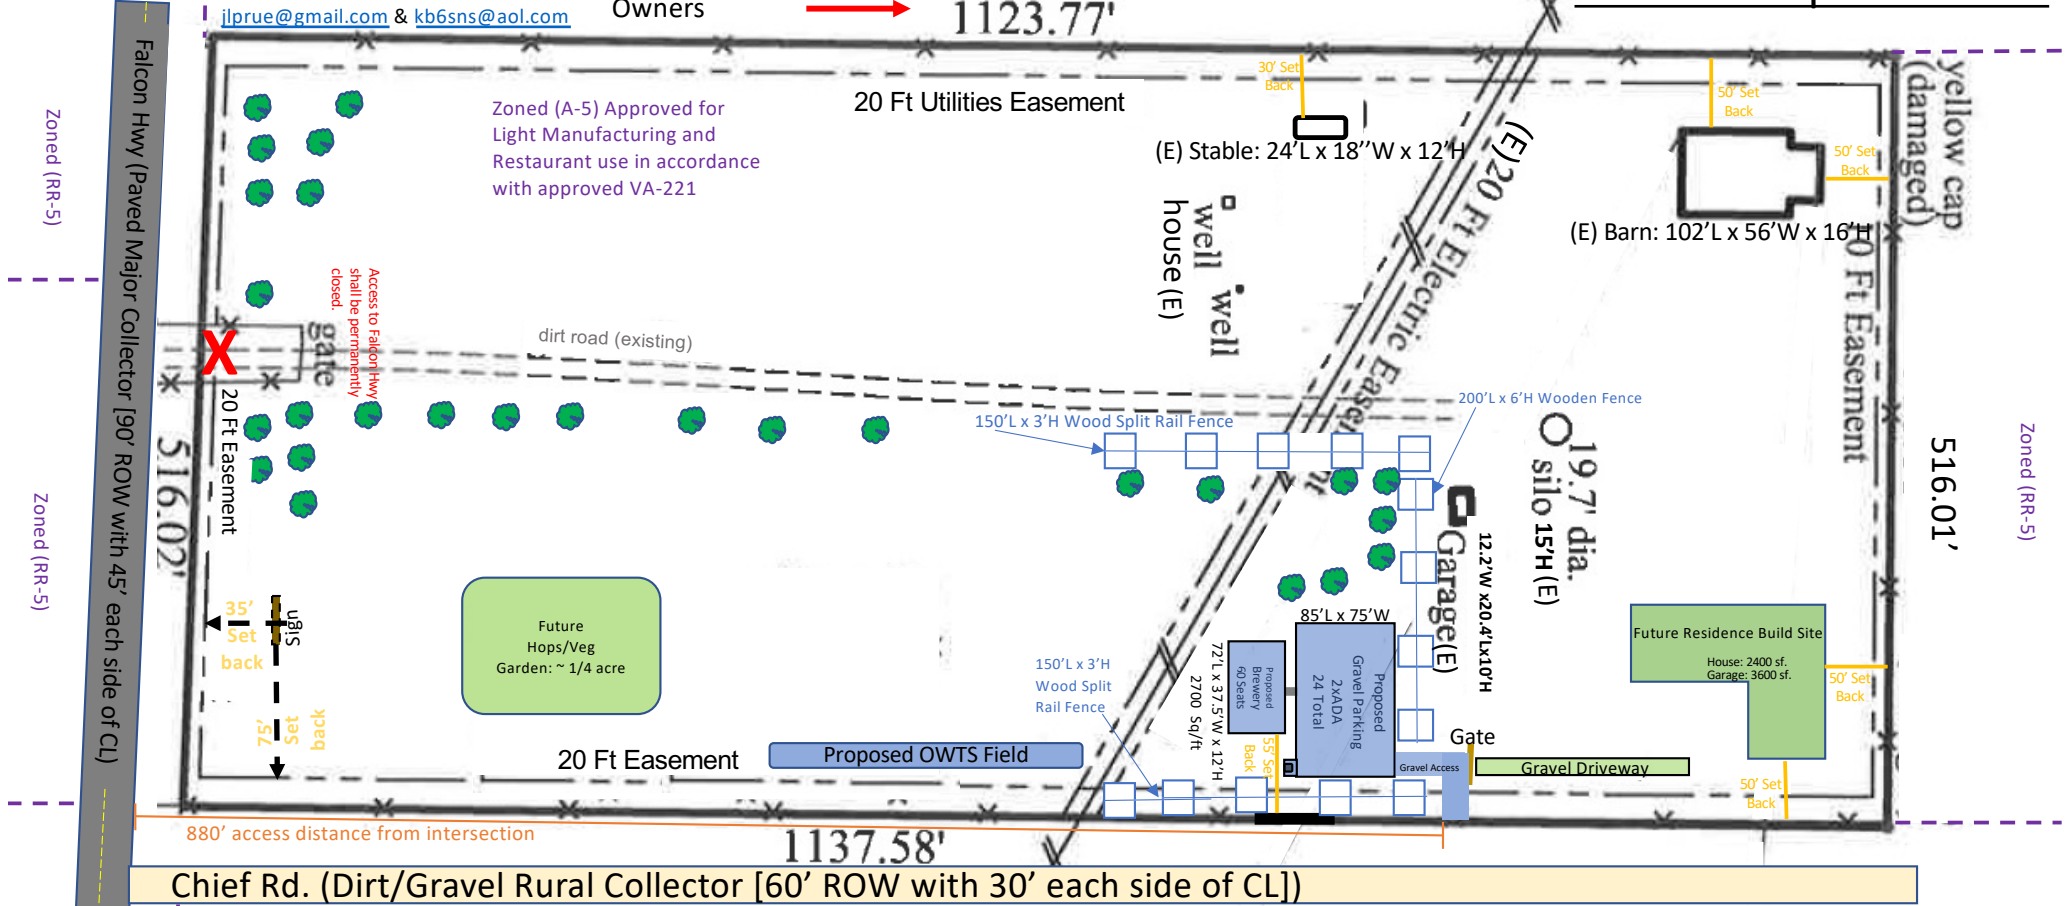 jlprue@gmail.com & kb6sns@aol.com
Owners
1123.77'
Falcon Hwy (Paved Major Collector [90' ROW with 45' each side of CL)
Zoned (RR-5)
Zoned (RR-5)
Zoned (A-5) Approved for
Light Manufacturing and
Restaurant use in accordance
with approved VA-221
20 Ft Utilities Easement
30' Set
Back
(E) Stable: 24'L x 18''W x 12'H
(E) 20 Ft Electric Easement
50' Set
Back
50' Set
Back
(E) Barn: 102'L x 56'W x 16'H
yellow cap
(damaged)
0 Ft Easement
well
house (E)
well
Access to Falcon Hwy
shall be permanently
closed.
X
gate
dirt road (existing)
20 Ft Easement
516.02'
150'L x 3'H Wood Split Rail Fence
200'L x 6'H Wooden Fence
19.7' dia.
silo 15'H (E)
Garage(E)
12.2'W x20.4'Lx10'H
516.01'
Zoned (RR-5)
35'
Set
back
Sign
75'
Set
back
Future
Hops/Veg
Garden: ~ 1/4 acre
85'L x 75'W
Proposed
Gravel Parking
2xADA
24 Total
Proposed
Brewery
60 Seats
72'L x 37.5'W x 12'H
2700 Sq/ft
55' Set
Back
150'L x 3'H
Wood Split
Rail Fence
Future Residence Build Site
House: 2400 sf.
Garage: 3600 sf.
50' Set
Back
50' Set
Back
Gate
Gravel Access
Gravel Driveway
20 Ft Easement
Proposed OWTS Field
880' access distance from intersection
1137.58'
Chief Rd. (Dirt/Gravel Rural Collector [60' ROW with 30' each side of CL])